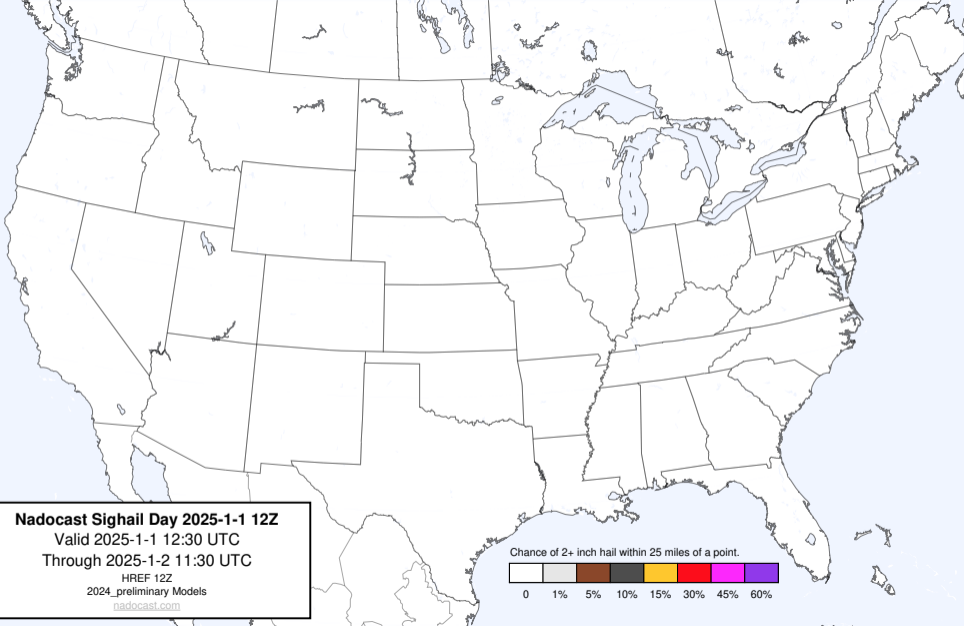 Nadocast Sighail Day 2025-1-1 12Z
Valid 2025-1-1 12:30 UTC
Through 2025-1-2 11:30 UTC
HREF 12Z
2024_preliminary Models
nadocast.com
Chance of 2+ inch hail within 25 miles of a point.
0 1% 5% 10% 15% 30% 45% 60%